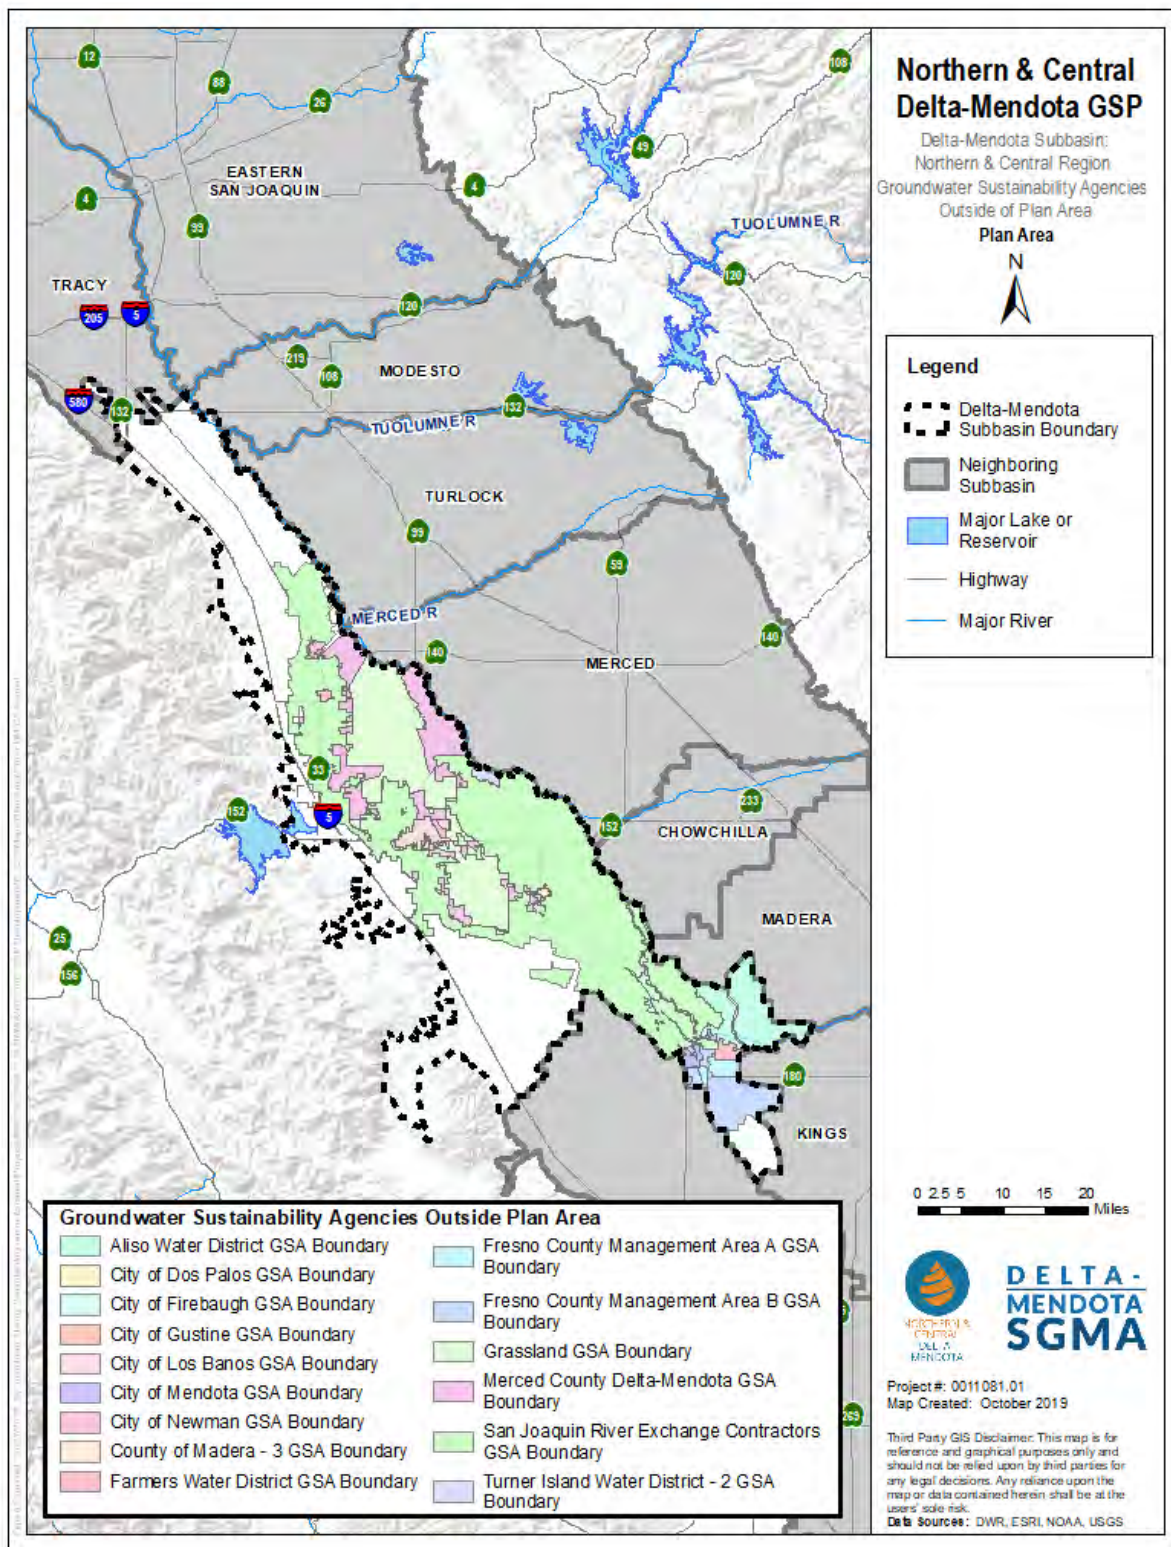 Northern & Central
Delta-Mendota GSP
Delta-Mendota Subbasin:
Northern & Central Region
Groundwater Sustainability Agencies
Outside of Plan Area
Plan Area
N
Legend
Delta-Mendota
Subbasin Boundary
Neighboring
Subbasin
Major Lake or
Reservoir
Highway
Major River
12
88
26
108
49
4
EASTERN
SAN JOAQUIN
4
99
TUOLUMNE R
120
TRACY
205
5
120
219
108
MODESTO
580
132
132
TUOLUMNE R
TURLOCK
99
59
MERCED R
140
140
MERCED
33
5
152
152
233
CHOWCHILLA
MADERA
25
156
180
KINGS
269
0 2.5 5 10 15 20
Miles
Groundwater Sustainability Agencies Outside Plan Area
Aliso Water District GSA Boundary
City of Dos Palos GSA Boundary
City of Firebaugh GSA Boundary
City of Gustine GSA Boundary
City of Los Banos GSA Boundary
City of Mendota GSA Boundary
City of Newman GSA Boundary
County of Madera - 3 GSA Boundary
Farmers Water District GSA Boundary
Fresno County Management Area A GSA
Boundary
Fresno County Management Area B GSA
Boundary
Grassland GSA Boundary
Merced County Delta-Mendota GSA
Boundary
San Joaquin River Exchange Contractors
GSA Boundary
Turner Island Water District - 2 GSA
Boundary
NORTHERN &
CENTRAL
DELTA-
MENDOTA
DELTA-
MENDOTA
SGMA
Project #: 0011081.01
Map Created: October 2019
Third Party GIS Disclaimer: This map is for
reference and graphical purposes only and
should not be relied upon by third parties for
any legal decisions. Any reliance upon the
map or data contained herein shall be at the
users' sole risk.
Data Sources: DWR, ESRI, NOAA, USGS